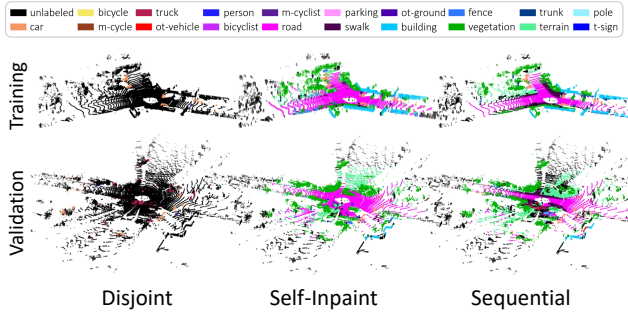 unlabeled bicycle truck person m-cyclist parking ot-ground fence trunk pole
car m-cycle ot-vehicle bicyclist road swalk building vegetation terrain t-sign
Training
Validation
Disjoint Self-Inpaint Sequential